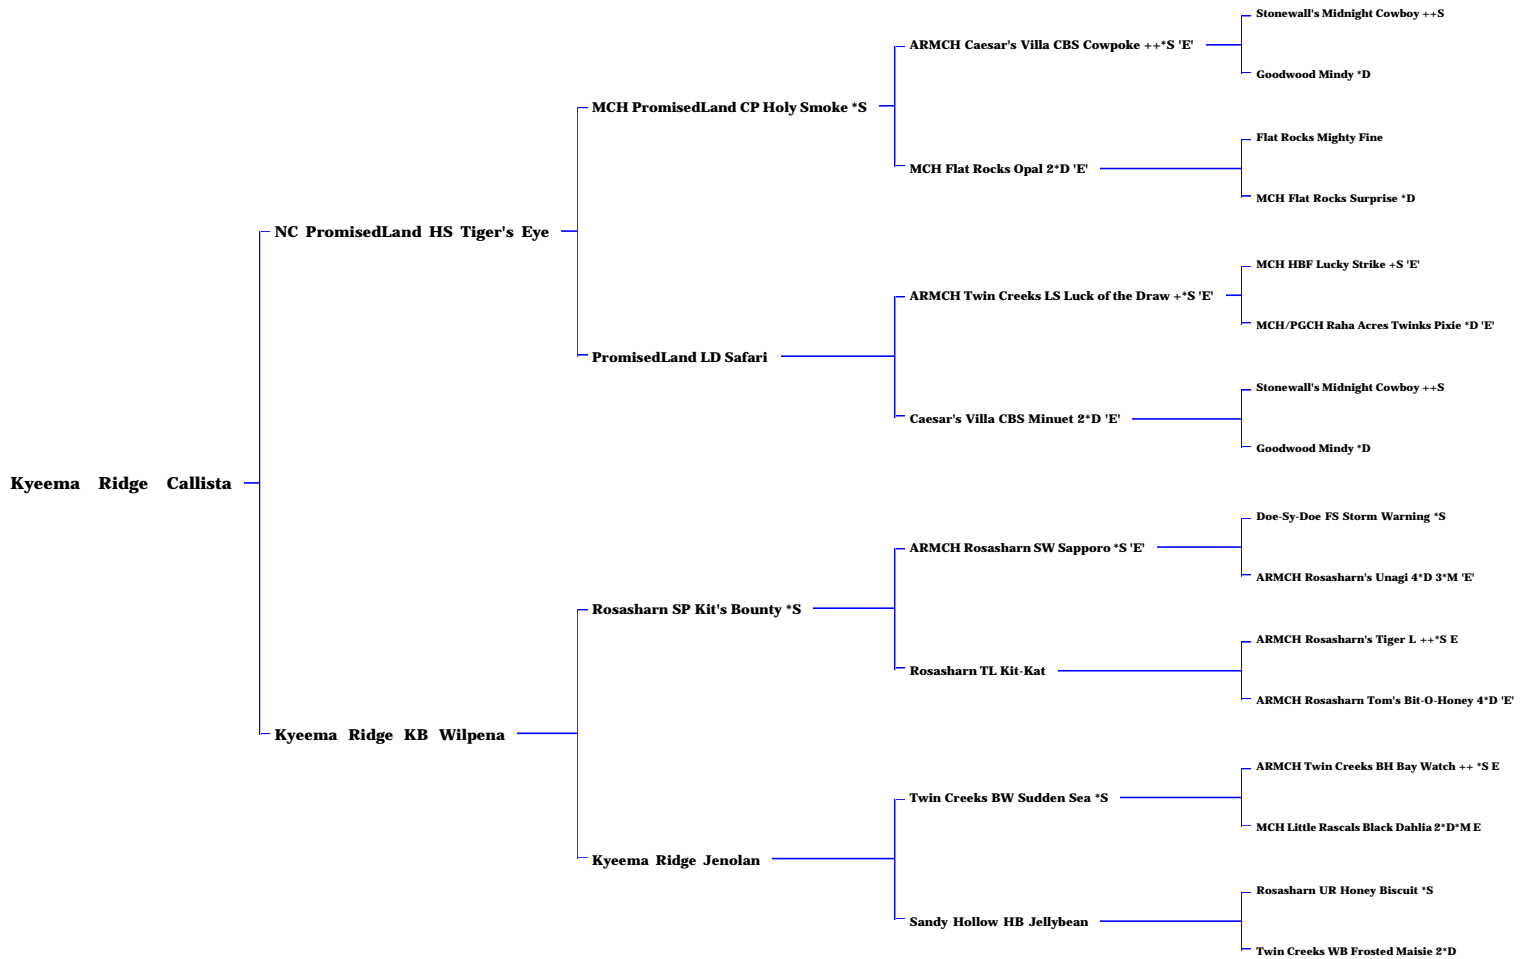 Stonewall's Midnight Cowboy ++S
ARMCH Caesar's Villa CBS Cowpoke ++*S 'E'
Goodwood Mindy *D
MCH PromisedLand CP Holy Smoke *S
Flat Rocks Mighty Fine
MCH Flat Rocks Opal 2*D 'E'
MCH Flat Rocks Surprise *D
NC PromisedLand HS Tiger's Eye
MCH HBF Lucky Strike +S 'E'
ARMCH Twin Creeks LS Luck of the Draw +*S 'E'
MCH/PGCH Raha Acres Twinks Pixie *D 'E'
PromisedLand LD Safari
Stonewall's Midnight Cowboy ++S
Caesar's Villa CBS Minuet 2*D 'E'
Goodwood Mindy *D
Kyeema Ridge Callista
Doe-Sy-Doe FS Storm Warning *S
ARMCH Rosasharn SW Sapporo *S 'E'
ARMCH Rosasharn's Unagi 4*D 3*M 'E'
Rosasharn SP Kit's Bounty *S
ARMCH Rosasharn's Tiger L ++*S E
Rosasharn TL Kit-Kat
ARMCH Rosasharn Tom's Bit-O-Honey 4*D 'E'
Kyeema Ridge KB Wilpena
ARMCH Twin Creeks BH Bay Watch ++ *S E
Twin Creeks BW Sudden Sea *S
MCH Little Rascals Black Dahlia 2*D*M E
Kyeema Ridge Jenolan
Rosasharn UR Honey Biscuit *S
Sandy Hollow HB Jellybean
Twin Creeks WB Frosted Maisie 2*D